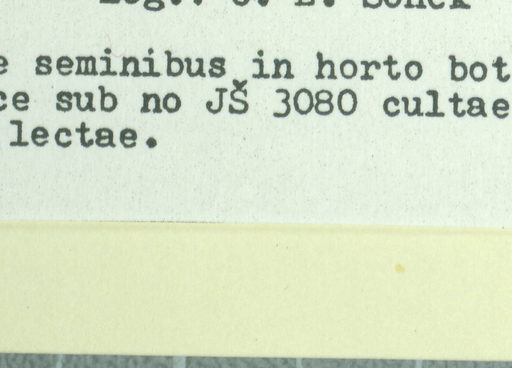 e seminibus in horto bot
ce sub no JŠ 3080 cultae
lectae.